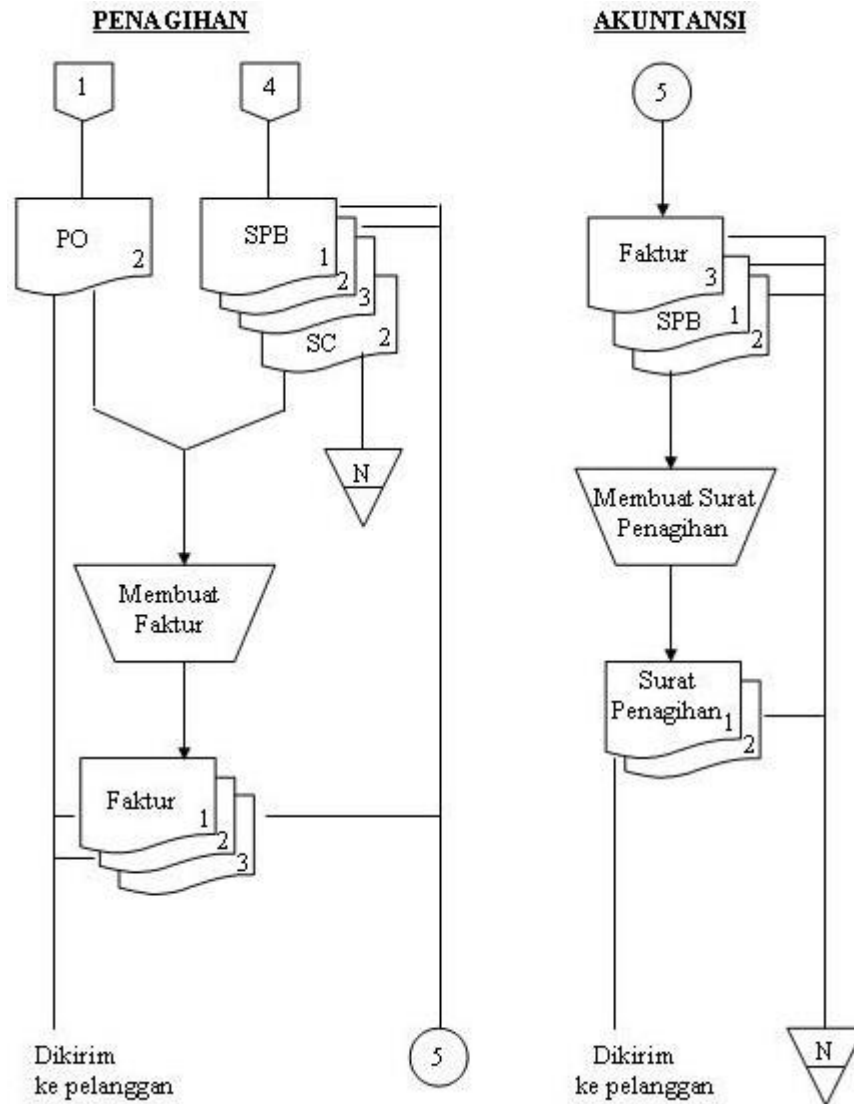 PENAGIHAN
1
4
PO
2
SPB
1
2
3
SC
2
N
Membuat
Faktur
Faktur
1
2
3
Dikirim
ke pelanggan
5
AKUNTANSI
5
Faktur
3
SPB
1
2
Membuat Surat
Penagihan
Surat
Penagihan
1
2
Dikirim
ke pelanggan
N